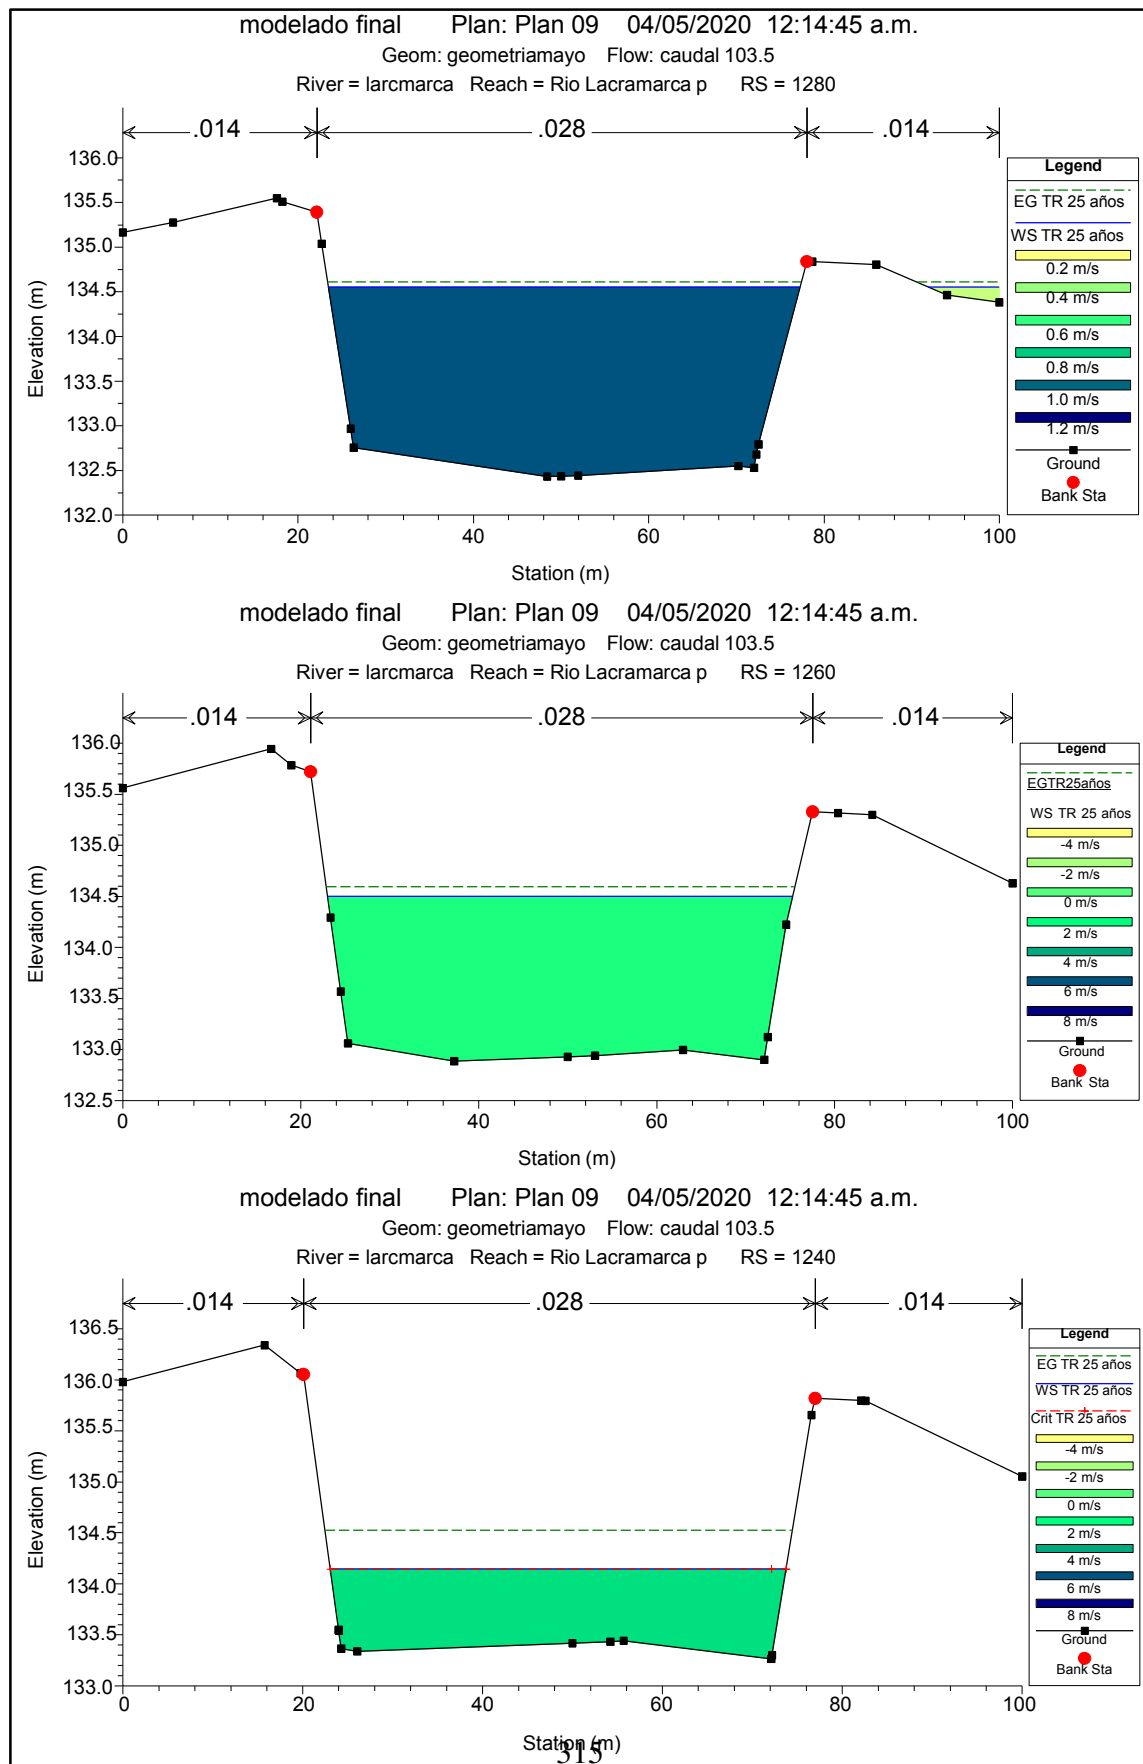 modelado final Plan: Plan 09 04/05/2020 12:14:45 a.m.
Geom: geometriamayo Flow: caudal 103.5
River = larcmarca Reach = Rio Lacramarca p RS = 1280
.014 .028 .014
136.0
135.5
135.0
134.5
134.0
133.5
133.0
132.5
132.0
Elevation (m)
0 20 40 60 80 100
Station (m)
Legend
EG TR 25 años
WS TR 25 años
0.2 m/s
0.4 m/s
0.6 m/s
0.8 m/s
1.0 m/s
1.2 m/s
Ground
Bank Sta
modelado final Plan: Plan 09 04/05/2020 12:14:45 a.m.
Geom: geometriamayo Flow: caudal 103.5
River = larcmarca Reach = Rio Lacramarca p RS = 1260
.014 .028 .014
136.0
135.5
135.0
134.5
134.0
133.5
133.0
132.5
Elevation (m)
0 20 40 60 80 100
Station (m)
Legend
EGTR25años
WS TR 25 años
-4 m/s
-2 m/s
0 m/s
2 m/s
4 m/s
6 m/s
8 m/s
Ground
Bank Sta
modelado final Plan: Plan 09 04/05/2020 12:14:45 a.m.
Geom: geometriamayo Flow: caudal 103.5
River = larcmarca Reach = Rio Lacramarca p RS = 1240
.014 .028 .014
136.5
136.0
135.5
135.0
134.5
134.0
133.5
133.0
Elevation (m)
0 20 40 60 80 100
Station (m)
Legend
EG TR 25 años
WS TR 25 años
Crit TR 25 años
-4 m/s
-2 m/s
0 m/s
2 m/s
4 m/s
6 m/s
8 m/s
Ground
Bank Sta
315